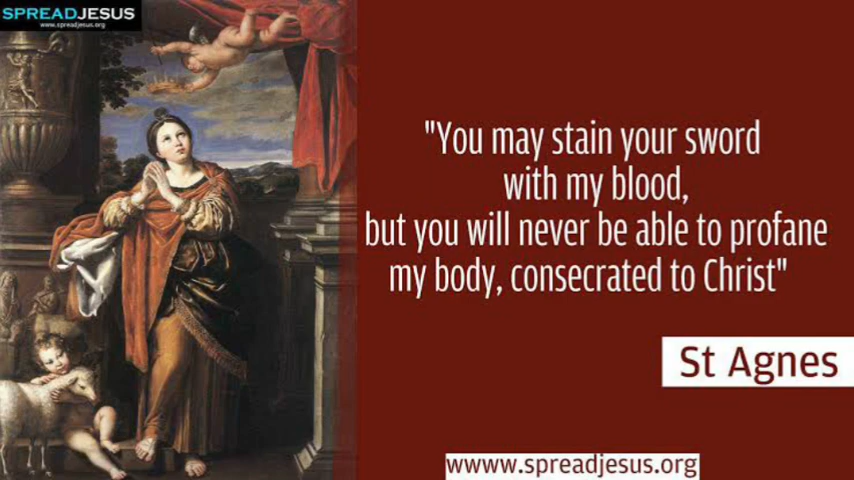 SPREADJESUS
www.spreadjesus.org
"You may stain your sword
with my blood,
but you will never be able to profane
my body, consecrated to Christ"
St Agnes
wwww.spreadjesus.org